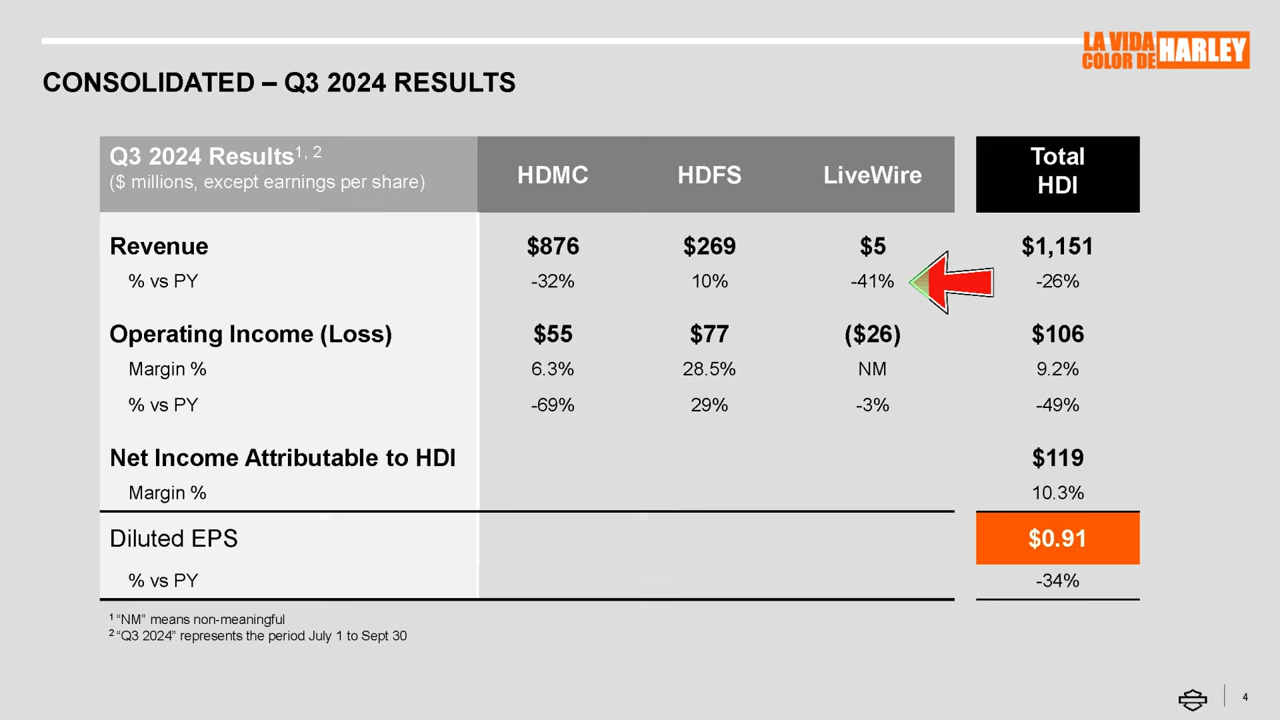 LA VIDA
COLOR DE HARLEY
CONSOLIDATED – Q3 2024 RESULTS
Q3 2024 Results1, 2
($ millions, except earnings per share)
HDMC HDFS LiveWire
Total
HDI
Revenue $876 $269 $5 $1,151
% vs PY -32% 10% -41% -26%
Operating Income (Loss) $55 $77 ($26) $106
Margin % 6.3% 28.5% NM 9.2%
% vs PY -69% 29% -3% -49%
Net Income Attributable to HDI $119
Margin % 10.3%
Diluted EPS $0.91
% vs PY -34%
1 “NM” means non-meaningful
2 “Q3 2024” represents the period July 1 to Sept 30
4